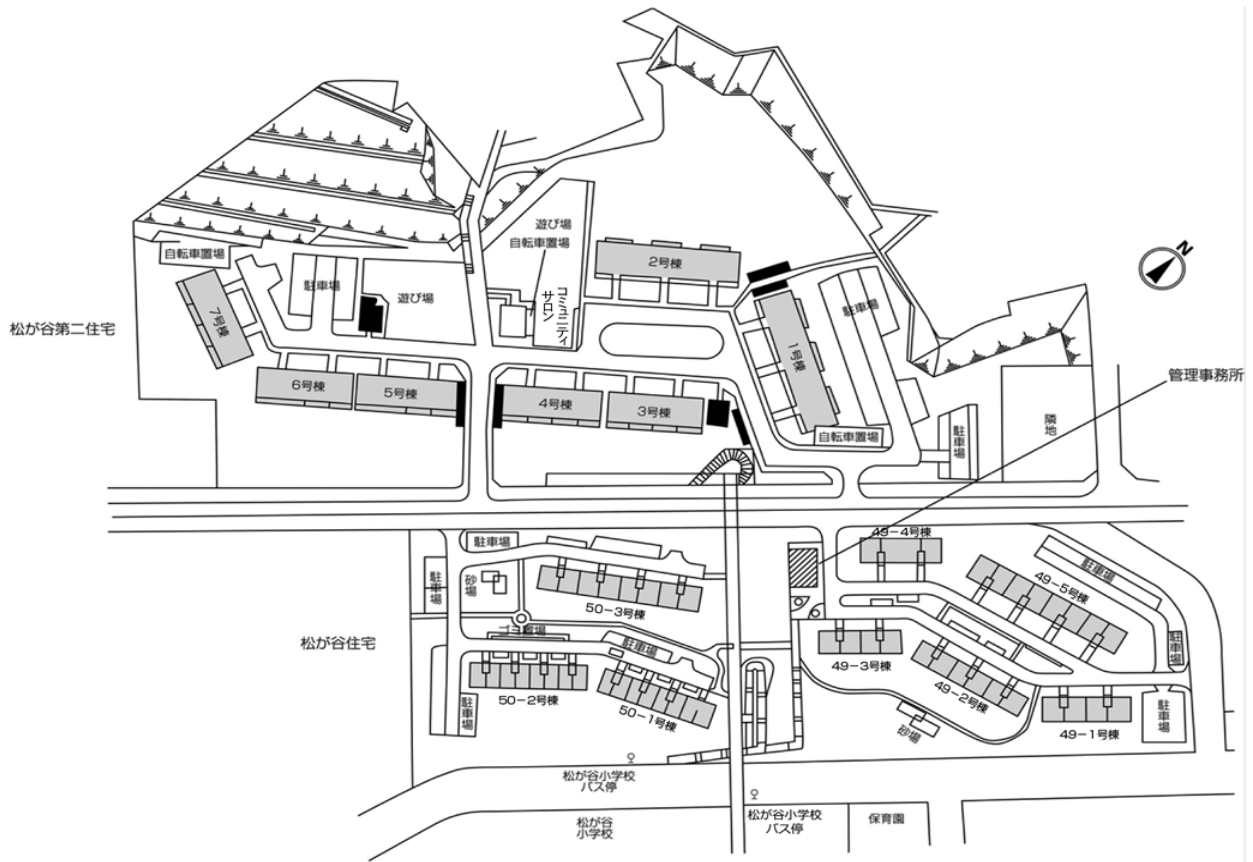 N
遊び場
自転車置場
コミュニティ
サロン
2号棟
自転車置場
駐車場
遊び場
駐車場
7号棟
1号棟
松が谷第二住宅
6号棟
5号棟
4号棟
3号棟
管理事務所
自転車置場
駐車場
隣地
49-4号棟
駐車場
駐車場
砂場
50-3号棟
49-5号棟
駐車場
ゴミ置場
駐車場
松が谷住宅
49-3号棟
49-2号棟
駐車場
50-2号棟
50-1号棟
駐車場
49-1号棟
駐車場
砂場
松が谷小学校
バス停
松が谷
小学校
松が谷小学校
バス停
保育園